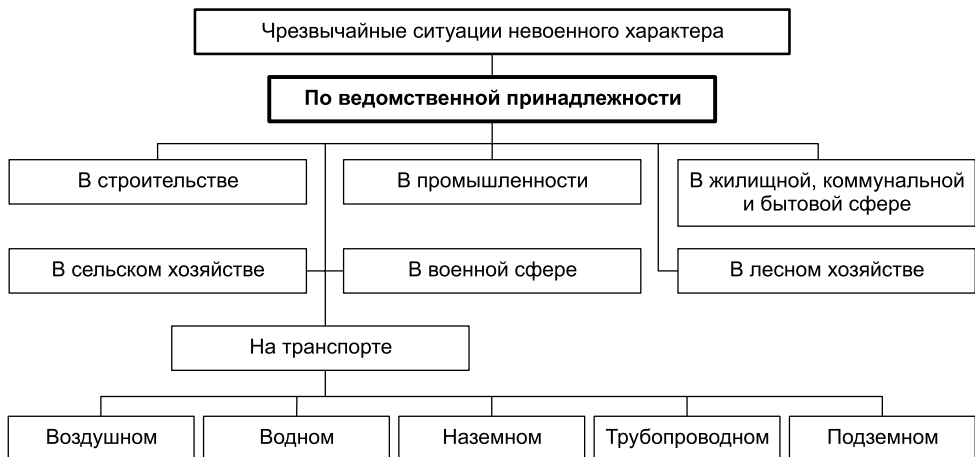 Чрезвычайные ситуации невоенного характера
По ведомственной принадлежности
В строительстве
В промышленности
В жилищной, коммунальной
и бытовой сфере
В сельском хозяйстве
В военной сфере
В лесном хозяйстве
На транспорте
Воздушном
Водном
Наземном
Трубопроводном
Подземном